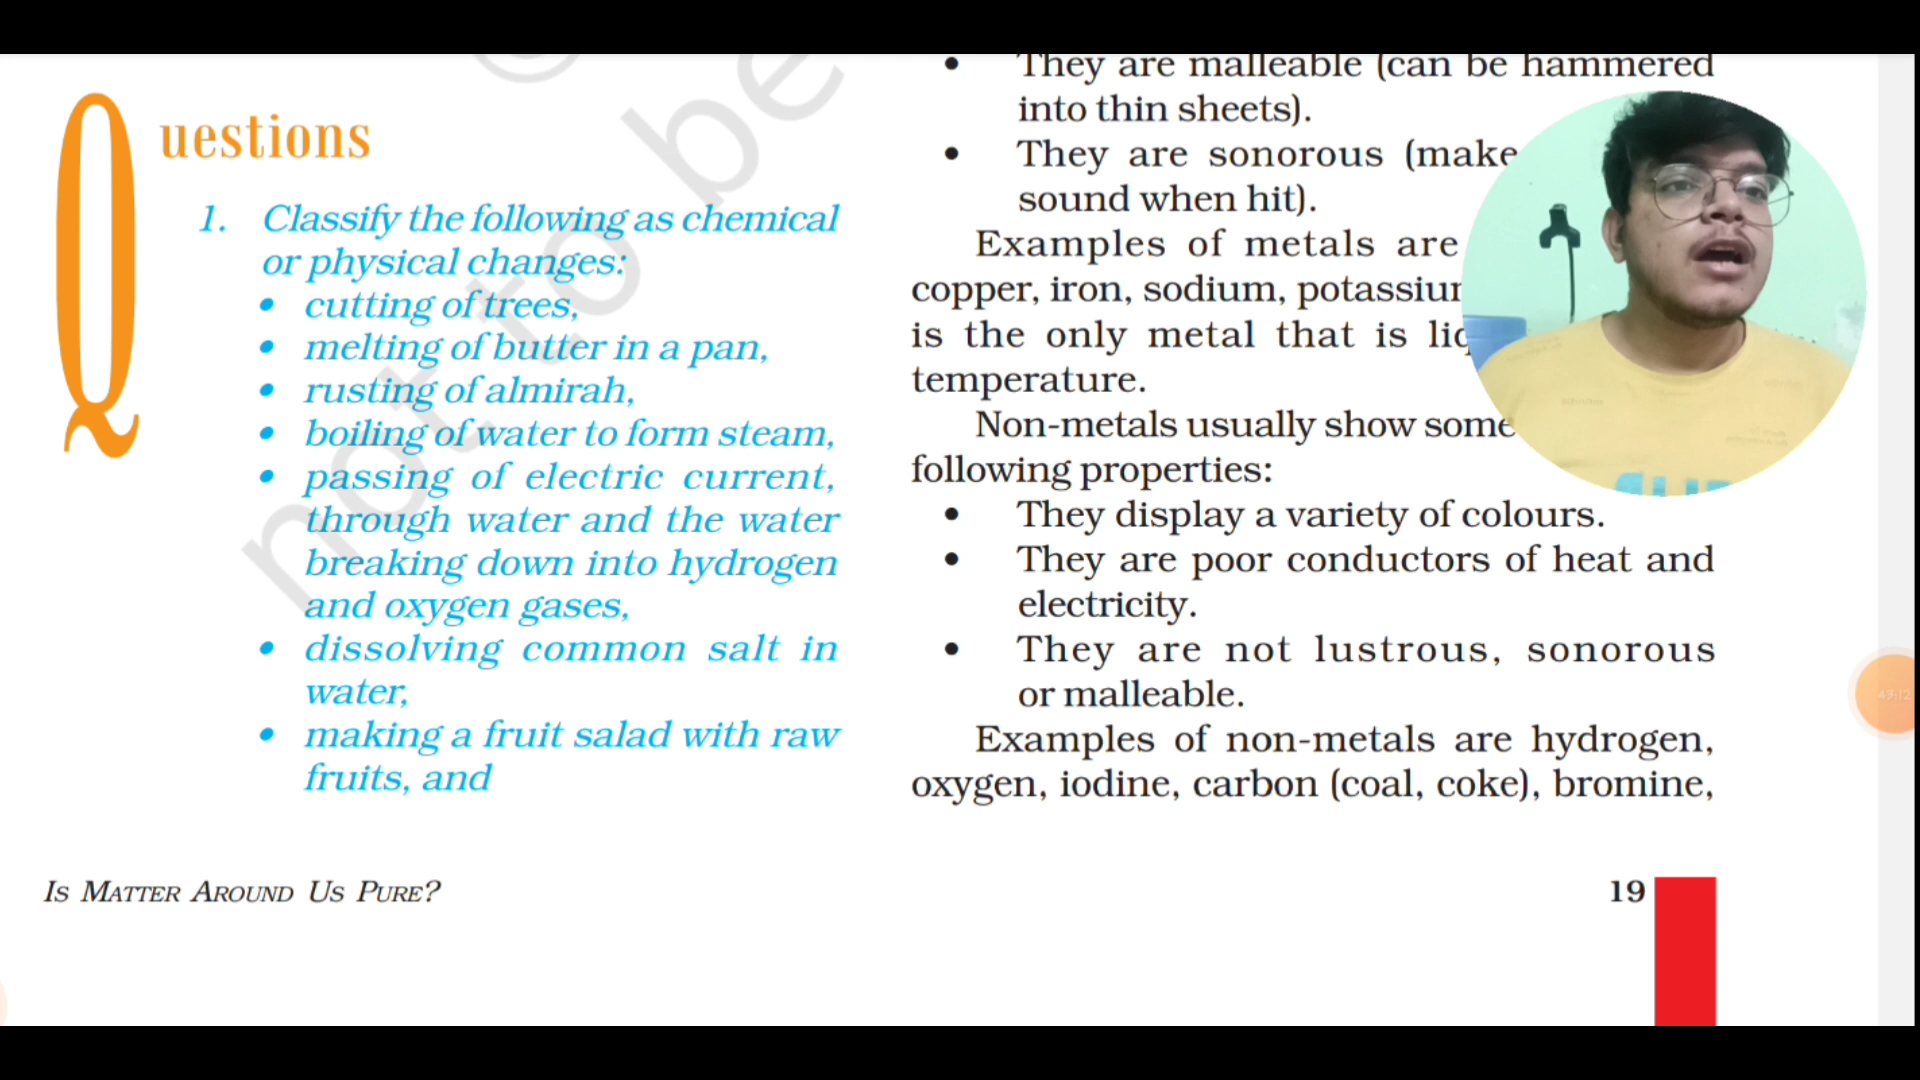 Questions
1. Classify the following as chemical
or physical changes:
• cutting of trees,
• melting of butter in a pan,
• rusting of almirah,
• boiling of water to form steam,
• passing of electric current,
through water and the water
breaking down into hydrogen
and oxygen gases,
• dissolving common salt in
water,
• making a fruit salad with raw
fruits, and
not to be
• They are malleable (can be hammered
into thin sheets).
• They are sonorous (make
sound when hit).
Examples of metals are
copper, iron, sodium,
is the only metal that is
temperature.
Non-metals usually show some
following properties:
• They display a variety of colours.
• They are poor conductors of heat and
electricity.
• They are not lustrous, sonorous
or malleable.
Examples of non-metals are hydrogen,
oxygen, iodine, carbon (coal, coke), bromine,
IS MATTER AROUND US PURE?
19